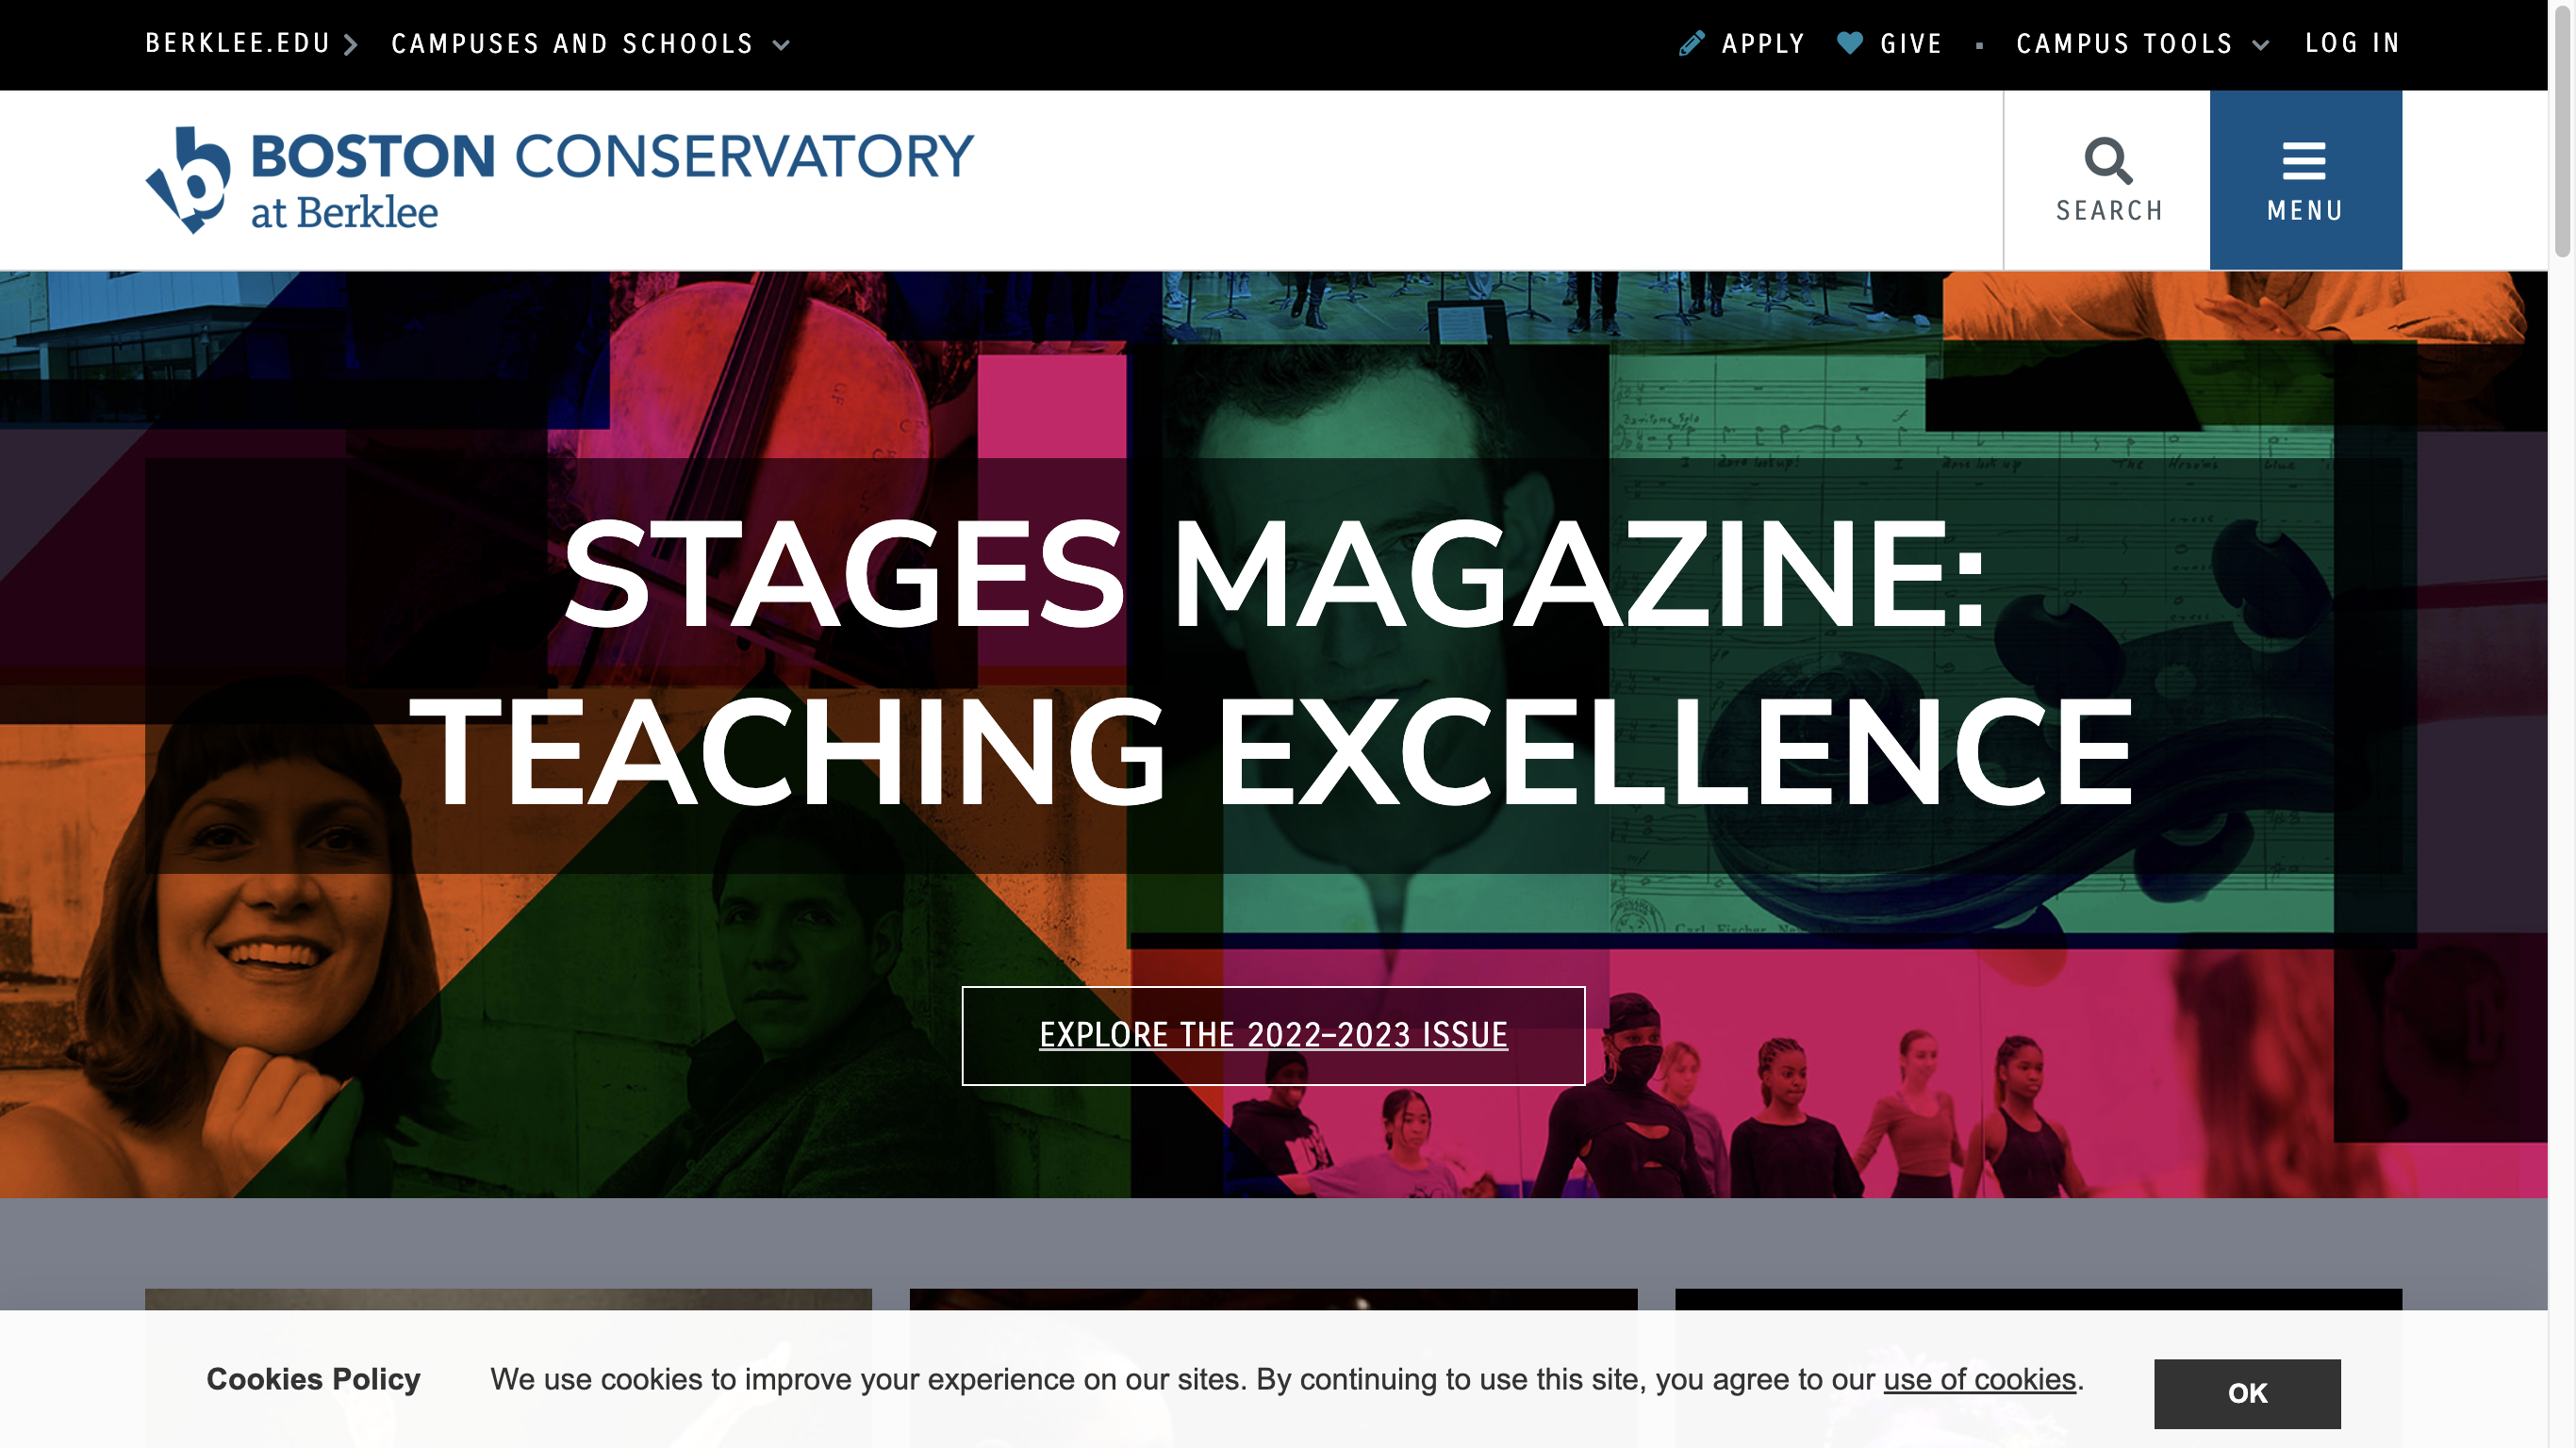 BERKLEE.EDU
CAMPUSES AND SCHOOLS
APPLY
GIVE
CAMPUS TOOLS
LOG IN
BOSTON CONSERVATORY
at Berklee
SEARCH
MENU
STAGES MAGAZINE:
TEACHING EXCELLENCE
EXPLORE THE 2022–2023 ISSUE
Cookies Policy
We use cookies to improve your experience on our sites. By continuing to use this site, you agree to our use of cookies.
OK